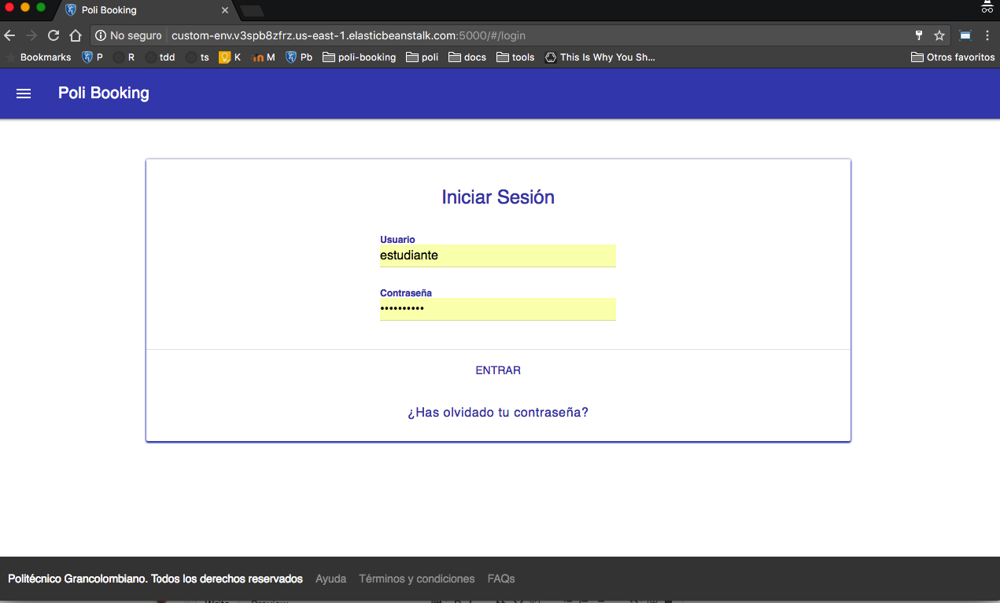 Poli Booking
No seguro custom-env.v3spb8zfrz.us-east-1.elasticbeanstalk.com:5000/#/login
Bookmarks P R tdd ts K M Pb poli-booking poli docs tools This Is Why You Sh... Otros favoritos
Poli Booking
Iniciar Sesión
Usuario
estudiante
Contraseña
••••••••••
ENTRAR
¿Has olvidado tu contraseña?
Politécnico Grancolombiano. Todos los derechos reservados Ayuda Términos y condiciones FAQs